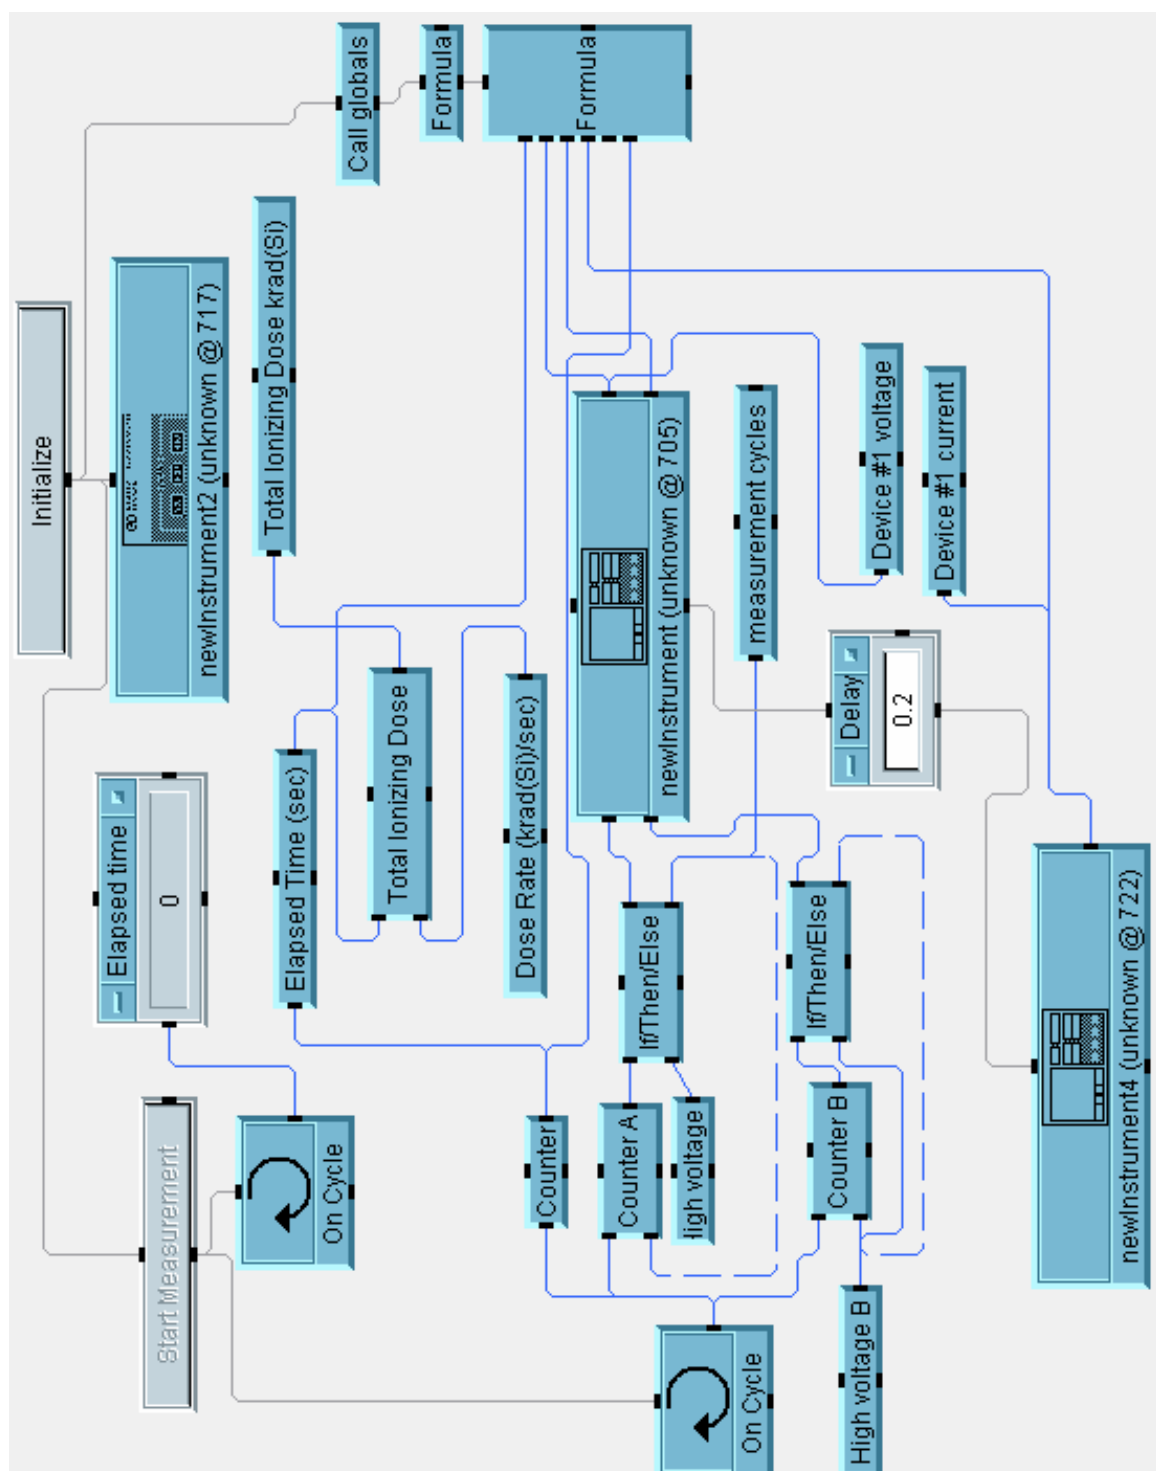 Initialize
newInstrument2 (unknown @ 717)
Call globals
Formula
Formula
Total Ionizing Dose krad(Si)
Elapsed time
0
Start Measurement
On Cycle
Elapsed Time (sec)
Total Ionizing Dose
Dose Rate (krad(Si)/sec)
newInstrument (unknown @ 705)
measurement cycles
Device #1 voltage
Device #1 current
Delay
0.2
If/Then/Else
If/Then/Else
Counter
Counter A
voltage
Counter B
High voltage B
On Cycle
newInstrument4 (unknown @ 722)